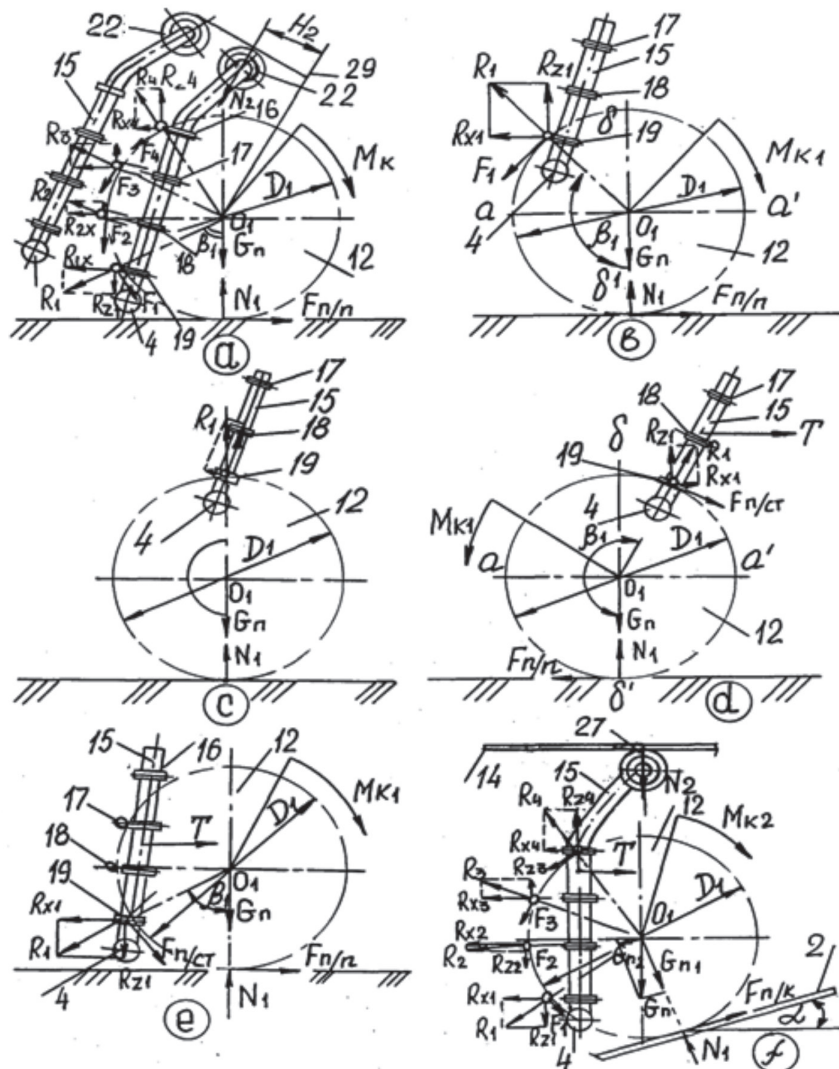 22
H₂
15
R₄
R_4
29
22
N₂
16
Rx4
R3
F₄
17
Mк
F₃
D₁
R₂
R₂x
F₂
O₁
β₁
Gп
18
12
R₁x
R₁
Rz1
F₁
N₁
Fп/п
4
19
a
17
15
R₁
Rz1
18
δ
19
Rx1
Mк1
F₁
D₁
a
a'
O₁
4
β₁
Gп
12
δ'
N₁
Fп/п
в
17
15
R₁
18
19
4
12
D₁
O₁
Gп
N₁
c
17
18
15
δ
Rz1
T
R₁
19
Rx1
Fп/ст
4
Mк1
β₁
D₁
a
a'
O₁
Gп
12
N₁
Fп/п
δ'
d
15
16
12
17
Mк1
D₁
T
18
19
O₁
Rx1
β₁
Gп
R₁
Fп/ст
Fп/п
4
Rz1
N₁
e
27
14
15
N₂
R₄
Rz4
12
Mк2
Rx4
Rz3
T
D₁
R₃
Rx3
F₃
O₁
Rx2
R₂
Rz2
F₂
Gп2
Gп1
2
Rx1
Gп
Fп/к
R₁
Rz1
F₁
α
4
N₁
f